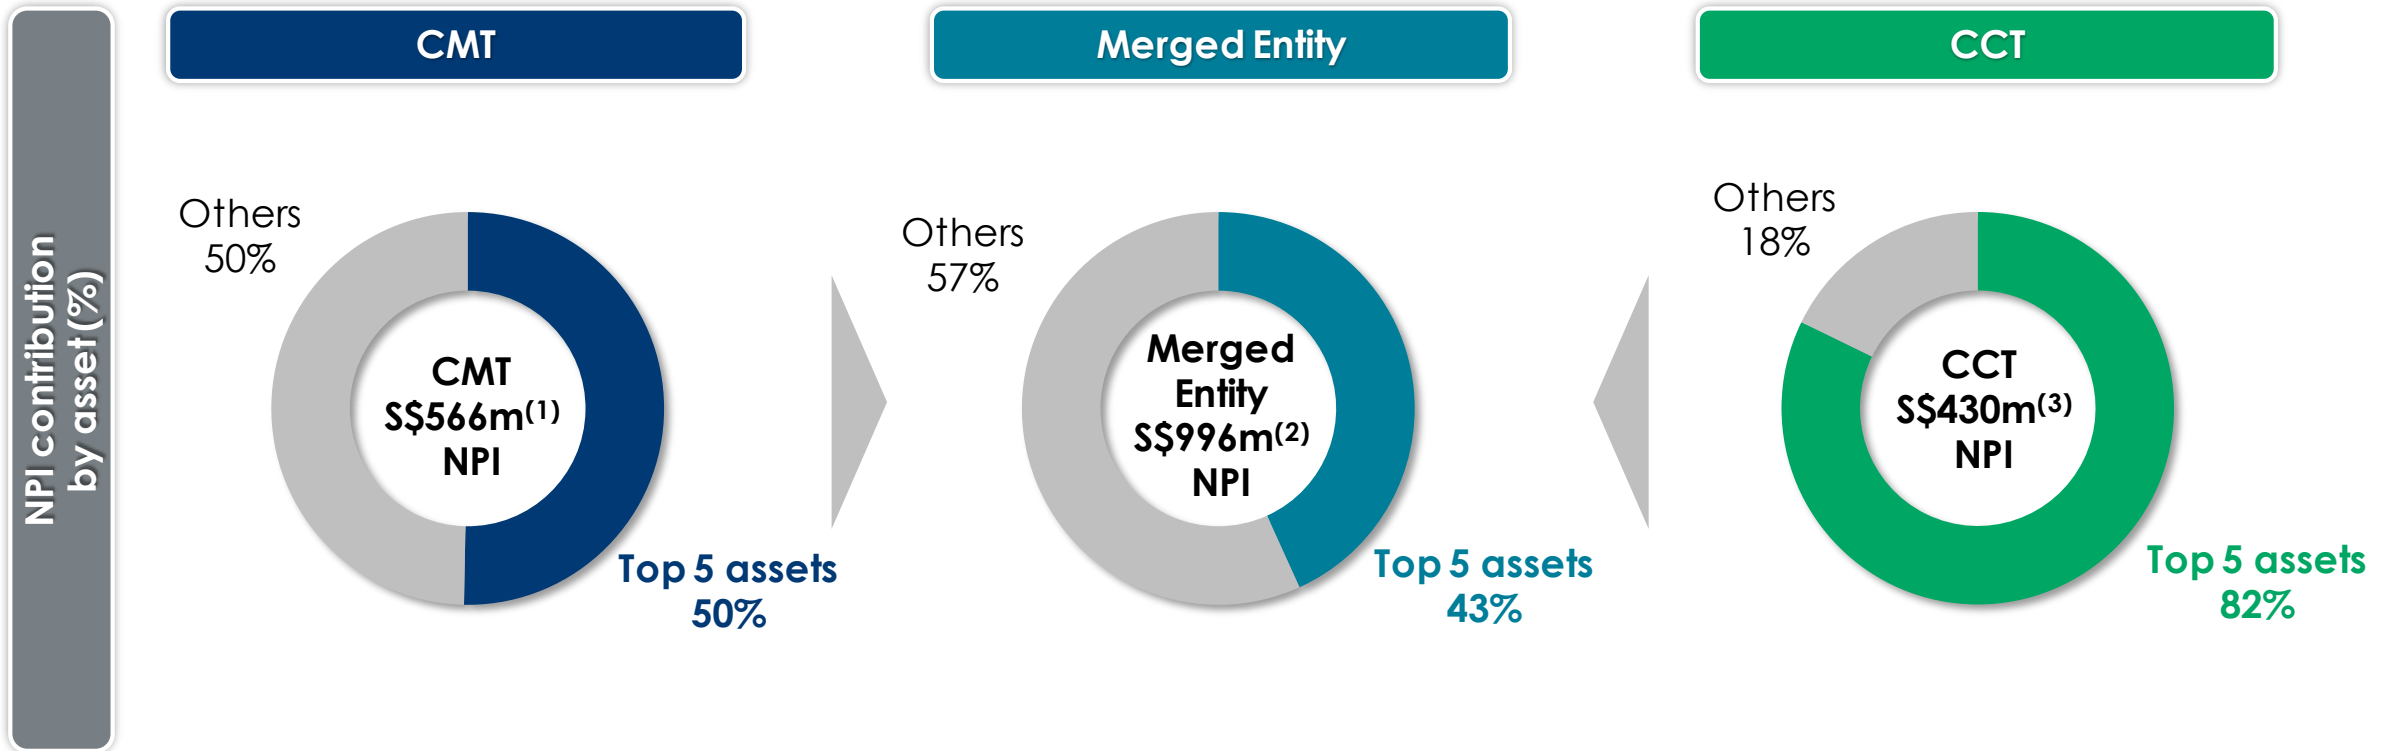 NPI contribution
by asset (%)
CMT
Others
50%
CMT
S$566m(1)
NPI
Top 5 assets
50%
Merged Entity
Others
57%
Merged
Entity
S$996m(2)
NPI
Top 5 assets
43%
CCT
Others
18%
CCT
S$430m(3)
NPI
Top 5 assets
82%